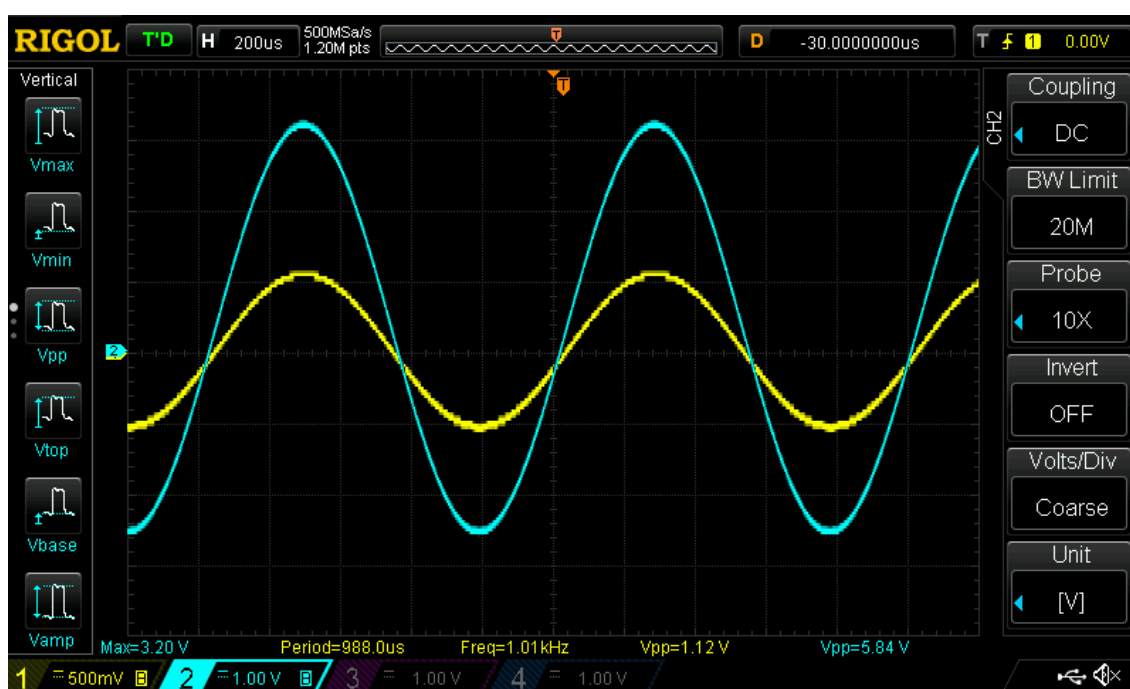 RIGOL T'D H 200us 500MSa/s 1.20M pts T D -30.0000000us T 1 0.00V
Vertical
Vmax
Vmin
Vpp
Vtop
Vbase
Vamp
T
2
CH2
Coupling
DC
BW Limit
20M
Probe
10X
Invert
OFF
Volts/Div
Coarse
Unit
[V]
Max=3.20 V Period=988.0us Freq=1.01kHz Vpp=1.12 V Vpp=5.84 V
1 500mV B 2 1.00 V B 3 1.00 V 4 1.00 V